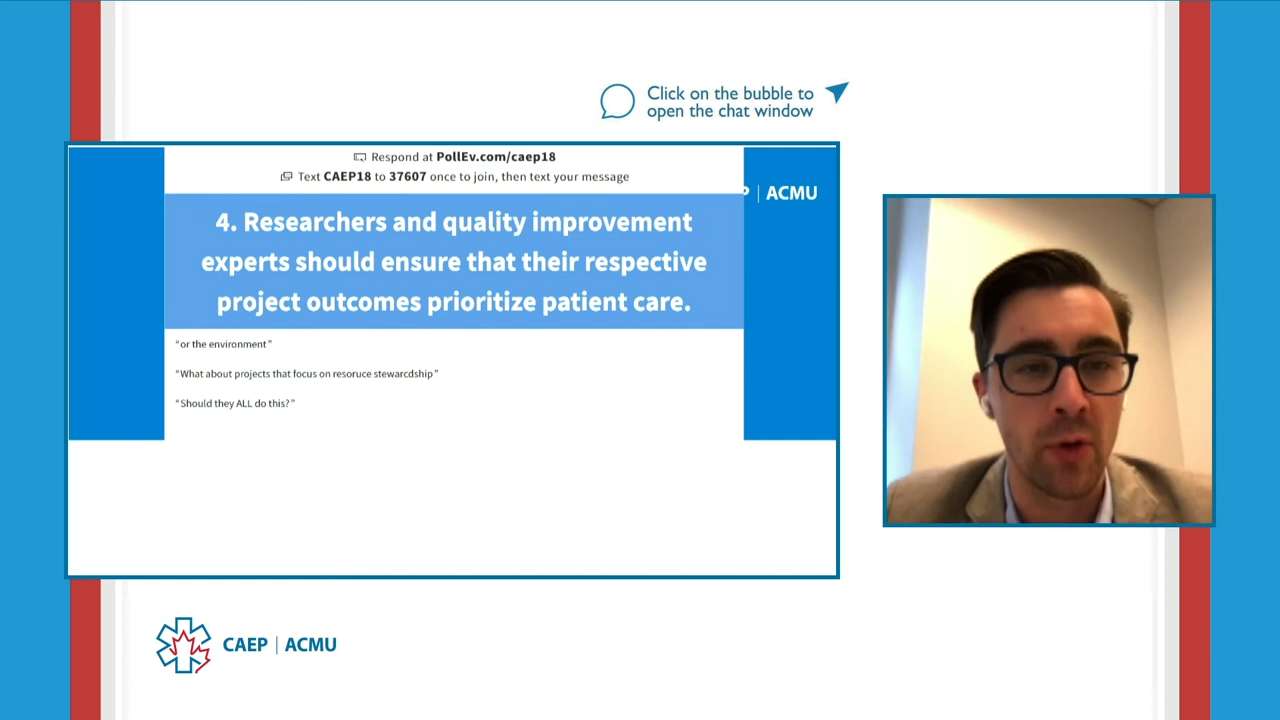 Click on the bubble to
open the chat window
Respond at PollEv.com/caep18
Text CAEP18 to 37607 once to join, then text your message
ACMU
4. Researchers and quality improvement
experts should ensure that their respective
project outcomes prioritize patient care.
"or the environment"
"What about projects that focus on resoruce stewarcdship"
"Should they ALL do this?"
CAEP | ACMU